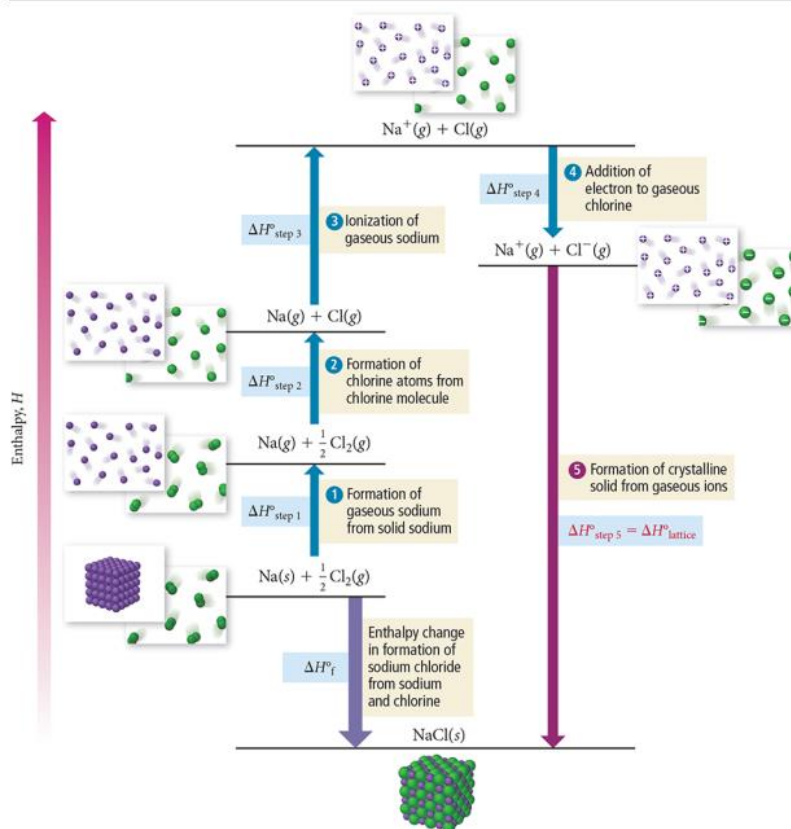 Na⁺(g) + Cl(g)
4 Addition of
electron to gaseous
chlorine
ΔH°step 4
3 Ionization of
gaseous sodium
ΔH°step 3
Na⁺(g) + Cl⁻(g)
Na(g) + Cl(g)
2 Formation of
chlorine atoms from
chlorine molecule
ΔH°step 2
Enthalpy, H
Na(g) + ½ Cl₂(g)
1 Formation of
gaseous sodium
from solid sodium
ΔH°step 1
5 Formation of crystalline
solid from gaseous ions
ΔH°step 5 = ΔH°lattice
Na(s) + ½ Cl₂(g)
Enthalpy change
in formation of
sodium chloride
from sodium
and chlorine
ΔH°f
NaCl(s)